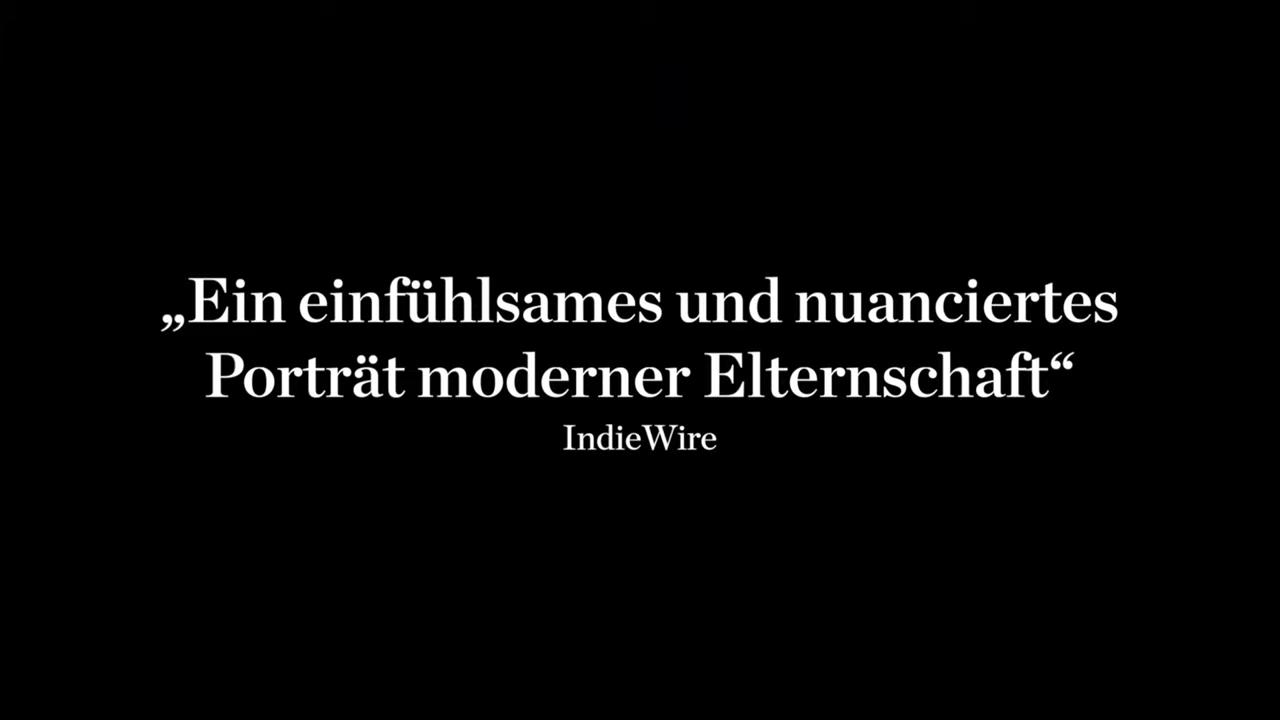 „Ein einfühlsames und nuanciertes
Porträt moderner Elternschaft“
IndieWire